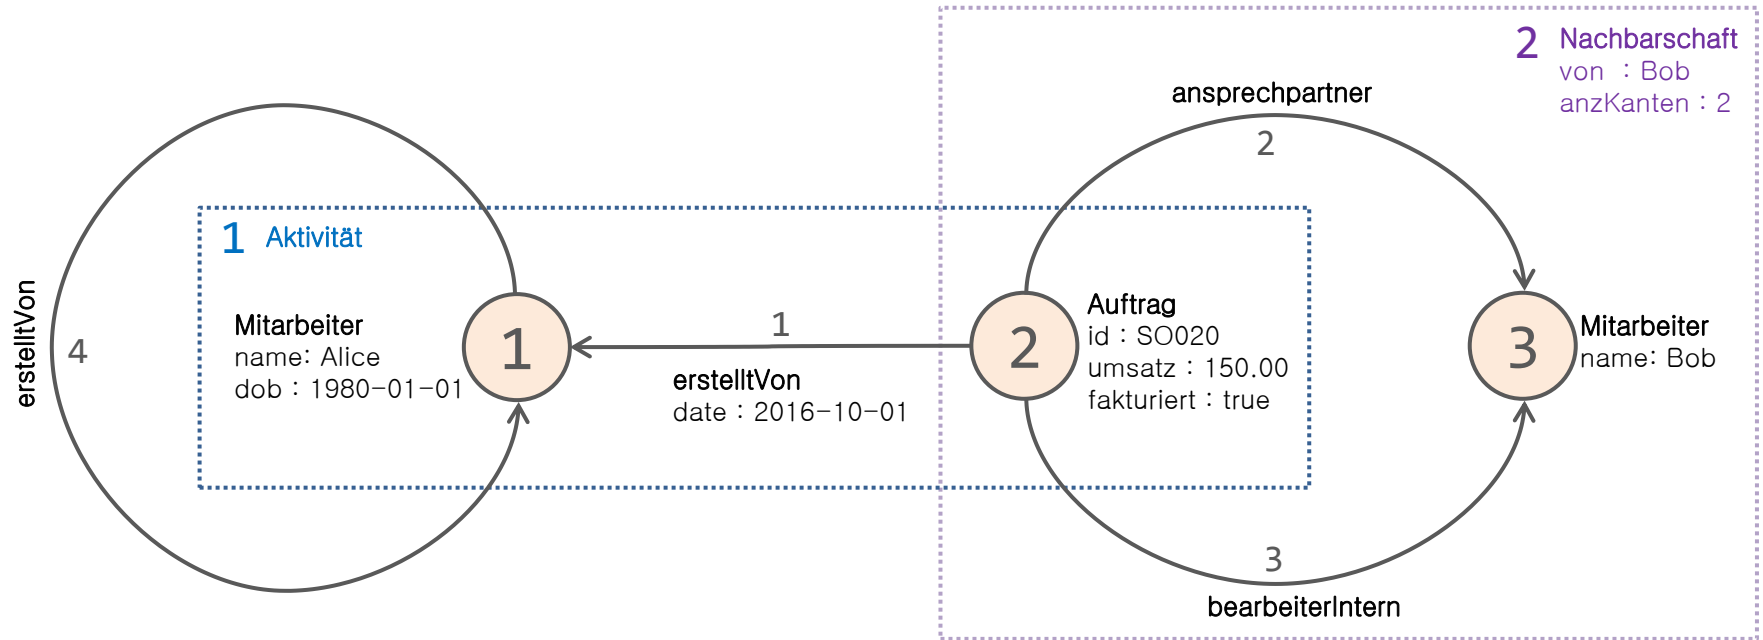 2 Nachbarschaft
von : Bob
anzKanten : 2
ansprechpartner
2
1 Aktivität
erstelltVon
4
Mitarbeiter
name: Alice
dob : 1980-01-01
1
1
erstelltVon
date : 2016-10-01
2
Auftrag
id : SO020
umsatz : 150.00
fakturiert : true
3
Mitarbeiter
name: Bob
3
bearbeiterIntern